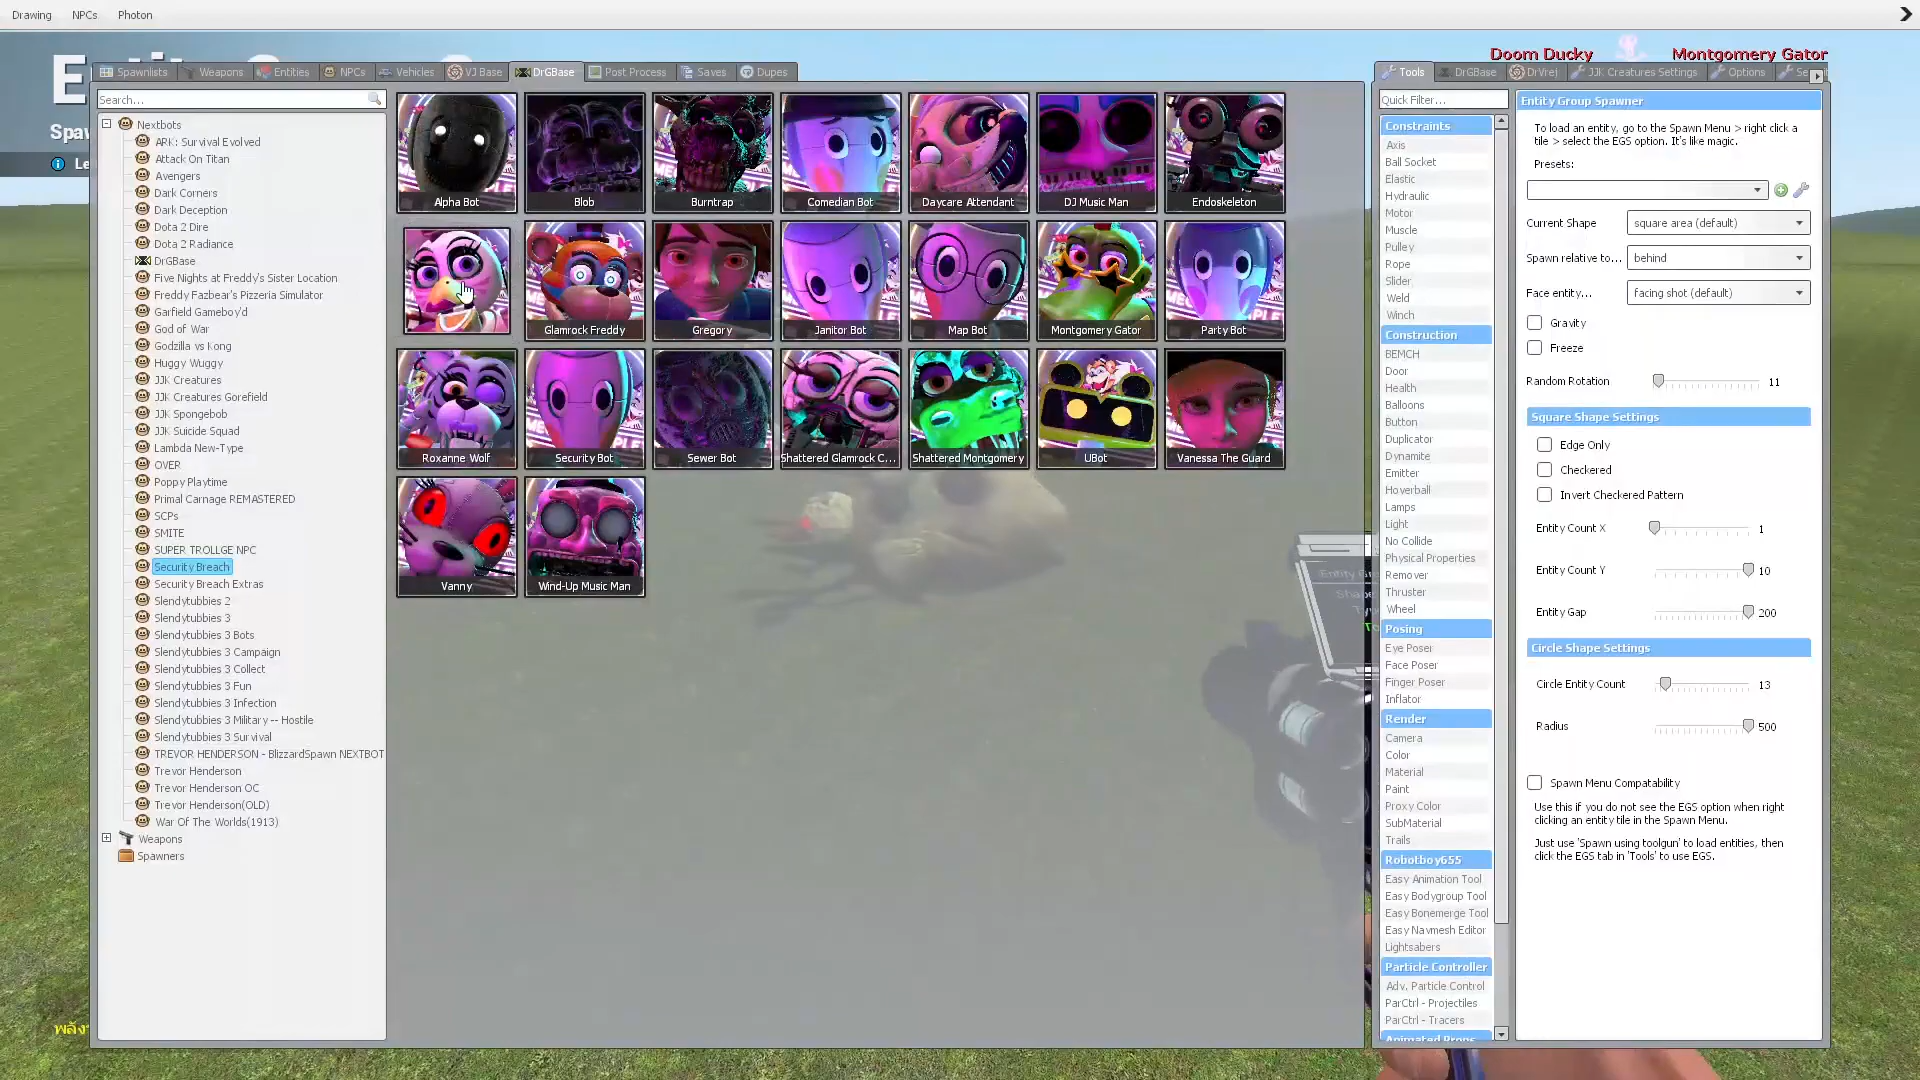 Drawing NPCs Photon
Doom Ducky Montgomery Gator
Spawnlists Weapons Entities NPCs Vehicles VJ Base DrGBase Post Process Saves Dupes
Tools DrGBase DrVrej JJK Creatures Settings Options
Search...
Nextbots
ARK: Survival Evolved
Attack On Titan
Avengers
Dark Corners
Dark Deception
Dota 2 Dire
Dota 2 Radiance
DrGBase
Five Nights at Freddy's Sister Location
Freddy Fazbear's Pizzeria Simulator
Garfield Gameboy'd
God of War
Godzilla vs Kong
Huggy Wuggy
JJK Creatures
JJK Creatures Gorefield
JJK Spongebob
JJK Suicide Squad
Lambda New-Type
OVER
Poppy Playtime
Primal Carnage REMASTERED
SCPs
SMITE
SUPER TROLLGE NPC
Security Breach
Security Breach Extras
Slendytubbies 2
Slendytubbies 3
Slendytubbies 3 Bots
Slendytubbies 3 Campaign
Slendytubbies 3 Collect
Slendytubbies 3 Fun
Slendytubbies 3 Infection
Slendytubbies 3 Military -- Hostile
Slendytubbies 3 Survival
TREVOR HENDERSON - BlizzardSpawn NEXTBOT
Trevor Henderson
Trevor Henderson OC
Trevor Henderson(OLD)
War Of The Worlds(1913)
Weapons
Spawners
Alpha Bot Blob Burntrap Comedian Bot Daycare Attendant DJ Music Man Endoskeleton
Glamrock Freddy Gregory Janitor Bot Map Bot Montgomery Gator Party Bot
Roxanne Wolf Security Bot Sewer Bot Shattered Glamrock C... Shattered Montgomery UBot Vanessa The Guard
Vanny Wind-Up Music Man
Quick Filter...
Constraints
Axis
Ball Socket
Elastic
Hydraulic
Motor
Muscle
Pulley
Rope
Slider
Weld
Winch
Construction
BEMCH
Door
Health
Balloons
Button
Duplicator
Dynamite
Emitter
Hoverball
Lamps
Light
No Collide
Physical Properties
Remover
Thruster
Wheel
Posing
Eye Poser
Face Poser
Finger Poser
Inflator
Render
Camera
Color
Material
Paint
Proxy Color
SubMaterial
Trails
Robotboy655
Easy Animation Tool
Easy Bodygroup Tool
Easy Bonemerge Tool
Easy Navmesh Editor
Lightsabers
Particle Controller
Adv. Particle Control
ParCtrl - Projectiles
ParCtrl - Tracers
Animated Props
Entity Group Spawner
To load an entity, go to the Spawn Menu > right click a
tile > select the EGS option. It's like magic.
Presets:
Current Shape square area (default)
Spawn relative to... behind
Face entity... facing shot (default)
Gravity
Freeze
Random Rotation 11
Square Shape Settings
Edge Only
Checkered
Invert Checkered Pattern
Entity Count X 1
Entity Count Y 10
Entity Gap 200
Circle Shape Settings
Circle Entity Count 13
Radius 500
Spawn Menu Compatability
Use this if you do not see the EGS option when right
clicking an entity tile in the Spawn Menu.
Just use 'Spawn using toolgun' to load entities, then
click the EGS tab in 'Tools' to use EGS.